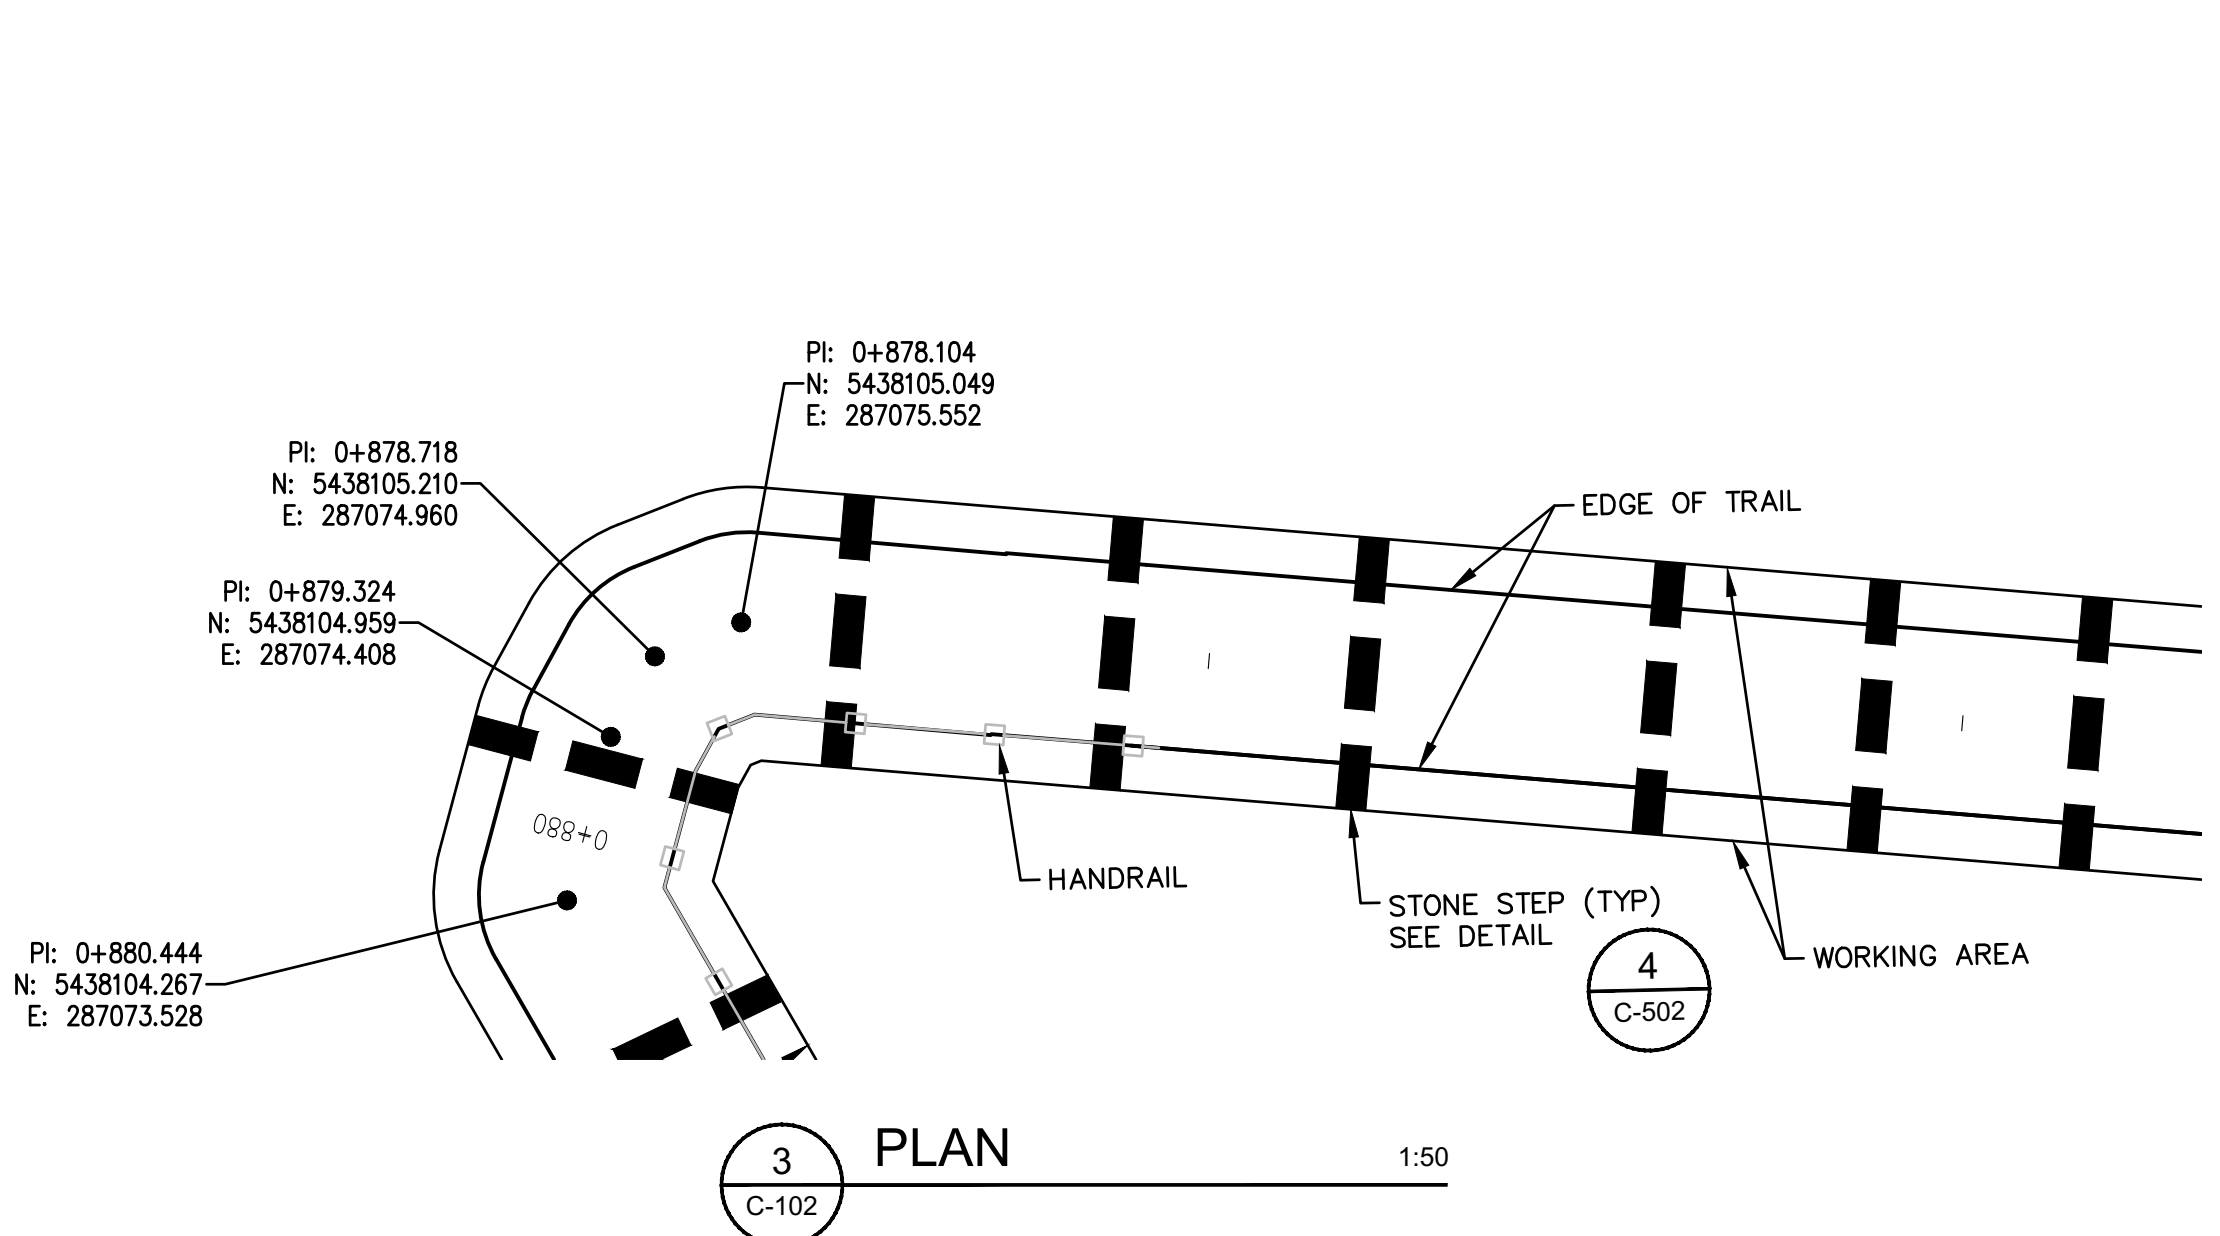 PI: 0+878.104
N: 5438105.049
E: 287075.552
PI: 0+878.718
N: 5438105.210
E: 287074.960
EDGE OF TRAIL
PI: 0+879.324
N: 5438104.959
E: 287074.408
0+880
HANDRAIL
STONE STEP (TYP)
SEE DETAIL
4
C-502
WORKING AREA
PI: 0+880.444
N: 5438104.267
E: 287073.528
3
C-102
PLAN
1:50